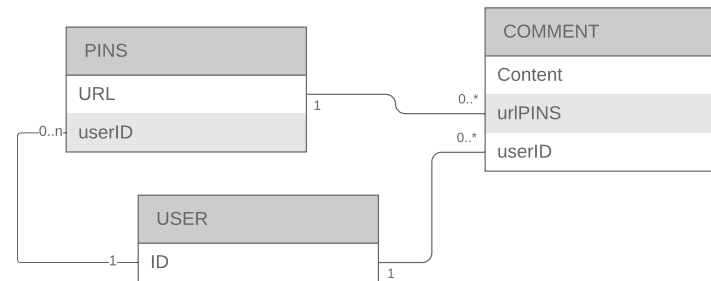 PINS
URL
userID
COMMENT
Content
urlPINS
userID
USER
ID
1
0..*
0..*
0..n
1
1